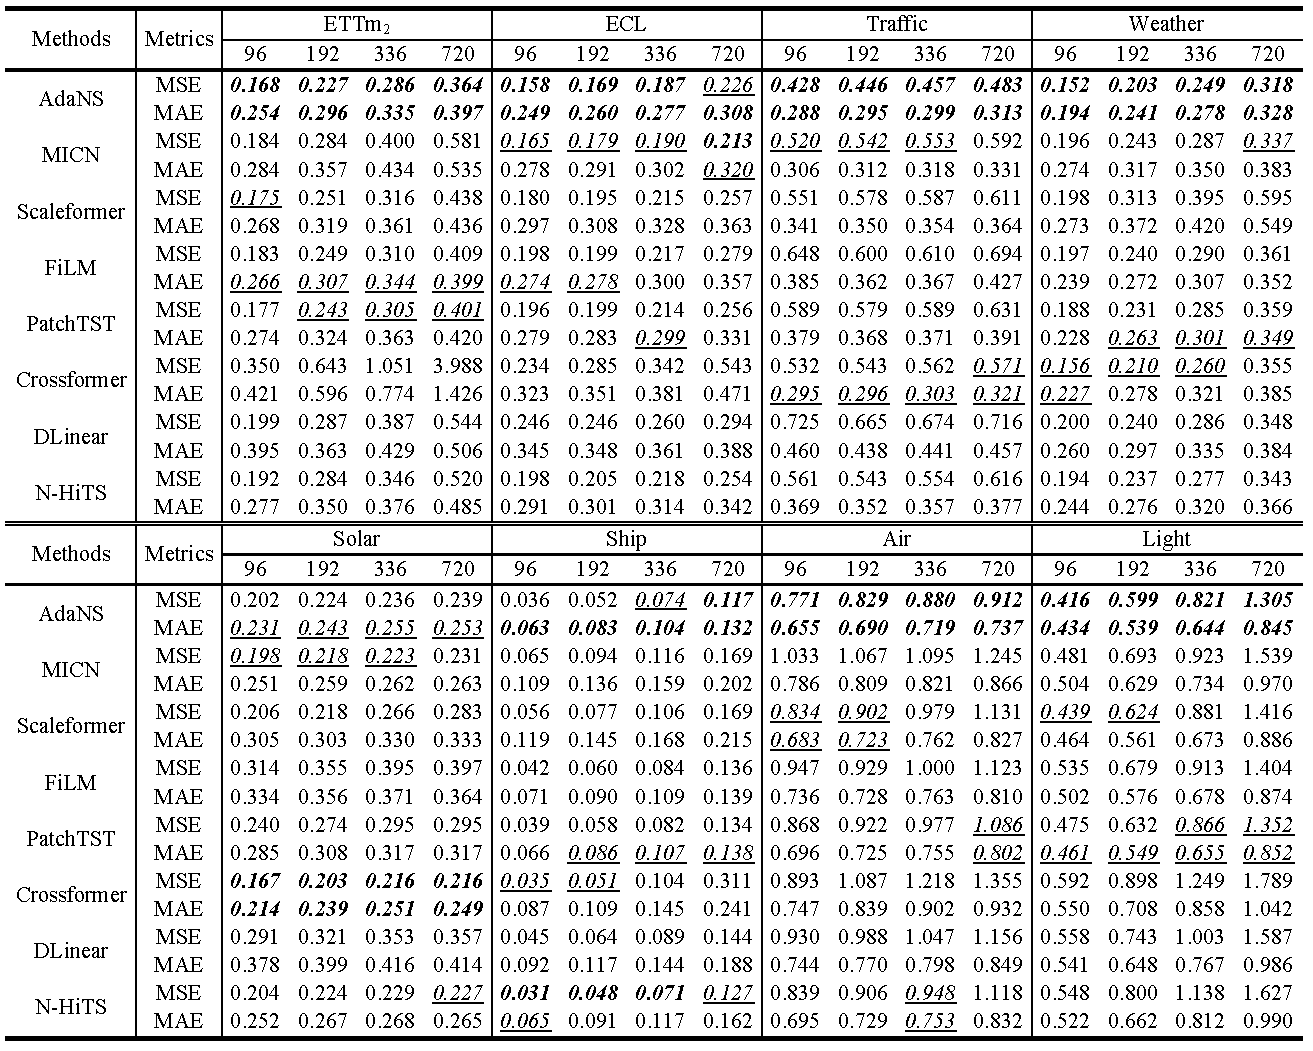 Methods Metrics ETTm2 ECL Traffic Weather
96 192 336 720 96 192 336 720 96 192 336 720 96 192 336 720
AdaNS MSE 0.168 0.227 0.286 0.364 0.158 0.169 0.187 0.226 0.428 0.446 0.457 0.483 0.152 0.203 0.249 0.318
MAE 0.254 0.296 0.335 0.397 0.249 0.260 0.277 0.308 0.288 0.295 0.299 0.313 0.194 0.241 0.278 0.328
MICN MSE 0.184 0.284 0.400 0.581 0.165 0.179 0.190 0.213 0.520 0.542 0.553 0.592 0.196 0.243 0.287 0.337
MAE 0.284 0.357 0.434 0.535 0.278 0.291 0.302 0.320 0.306 0.312 0.318 0.331 0.274 0.317 0.350 0.383
Scaleformer MSE 0.175 0.251 0.316 0.438 0.180 0.195 0.215 0.257 0.551 0.578 0.587 0.611 0.198 0.313 0.395 0.595
MAE 0.268 0.319 0.361 0.436 0.297 0.308 0.328 0.363 0.341 0.350 0.354 0.364 0.273 0.372 0.420 0.549
FiLM MSE 0.183 0.249 0.310 0.409 0.198 0.199 0.217 0.279 0.648 0.600 0.610 0.694 0.197 0.240 0.290 0.361
MAE 0.266 0.307 0.344 0.399 0.274 0.278 0.300 0.357 0.385 0.362 0.367 0.427 0.239 0.272 0.307 0.352
PatchTST MSE 0.177 0.243 0.305 0.401 0.196 0.199 0.214 0.256 0.589 0.579 0.589 0.631 0.188 0.231 0.285 0.359
MAE 0.274 0.324 0.363 0.420 0.279 0.283 0.299 0.331 0.379 0.368 0.371 0.391 0.228 0.263 0.301 0.349
Crossformer MSE 0.350 0.643 1.051 3.988 0.234 0.285 0.342 0.543 0.532 0.543 0.562 0.571 0.156 0.210 0.260 0.355
MAE 0.421 0.596 0.774 1.426 0.323 0.351 0.381 0.471 0.295 0.296 0.303 0.321 0.227 0.278 0.321 0.385
DLinear MSE 0.199 0.287 0.387 0.544 0.246 0.246 0.260 0.294 0.725 0.665 0.674 0.716 0.200 0.240 0.286 0.348
MAE 0.395 0.363 0.429 0.506 0.345 0.348 0.361 0.388 0.460 0.438 0.441 0.457 0.260 0.297 0.335 0.384
N-HiTS MSE 0.192 0.284 0.346 0.520 0.198 0.205 0.218 0.254 0.561 0.543 0.554 0.616 0.194 0.237 0.277 0.343
MAE 0.277 0.350 0.376 0.485 0.291 0.301 0.314 0.342 0.369 0.352 0.357 0.377 0.244 0.276 0.320 0.366
Methods Metrics Solar Ship Air Light
96 192 336 720 96 192 336 720 96 192 336 720 96 192 336 720
AdaNS MSE 0.202 0.224 0.236 0.239 0.036 0.052 0.074 0.117 0.771 0.829 0.880 0.912 0.416 0.599 0.821 1.305
MAE 0.231 0.243 0.255 0.253 0.063 0.083 0.104 0.132 0.655 0.690 0.719 0.737 0.434 0.539 0.644 0.845
MICN MSE 0.198 0.218 0.223 0.231 0.065 0.094 0.116 0.169 1.033 1.067 1.095 1.245 0.481 0.693 0.923 1.539
MAE 0.251 0.259 0.262 0.263 0.109 0.136 0.159 0.202 0.786 0.809 0.821 0.866 0.504 0.629 0.734 0.970
Scaleformer MSE 0.206 0.218 0.266 0.283 0.056 0.077 0.106 0.169 0.834 0.902 0.979 1.131 0.439 0.624 0.881 1.416
MAE 0.305 0.303 0.330 0.333 0.119 0.145 0.168 0.215 0.683 0.723 0.762 0.827 0.464 0.561 0.673 0.886
FiLM MSE 0.314 0.355 0.395 0.397 0.042 0.060 0.084 0.136 0.947 0.929 1.000 1.123 0.535 0.679 0.913 1.404
MAE 0.334 0.356 0.371 0.364 0.071 0.090 0.109 0.139 0.736 0.728 0.763 0.810 0.502 0.576 0.678 0.874
PatchTST MSE 0.240 0.274 0.295 0.295 0.039 0.058 0.082 0.134 0.868 0.922 0.977 1.086 0.475 0.632 0.866 1.352
MAE 0.285 0.308 0.317 0.317 0.066 0.086 0.107 0.138 0.696 0.725 0.755 0.802 0.461 0.549 0.655 0.852
Crossformer MSE 0.167 0.203 0.216 0.216 0.035 0.051 0.104 0.311 0.893 1.087 1.218 1.355 0.592 0.898 1.249 1.789
MAE 0.214 0.239 0.251 0.249 0.087 0.109 0.145 0.241 0.747 0.839 0.902 0.932 0.550 0.708 0.858 1.042
DLinear MSE 0.291 0.321 0.353 0.357 0.045 0.064 0.089 0.144 0.930 0.988 1.047 1.156 0.558 0.743 1.003 1.587
MAE 0.378 0.399 0.416 0.414 0.092 0.117 0.144 0.188 0.744 0.770 0.798 0.849 0.541 0.648 0.767 0.986
N-HiTS MSE 0.204 0.224 0.229 0.227 0.031 0.048 0.071 0.127 0.839 0.906 0.948 1.118 0.548 0.800 1.138 1.627
MAE 0.252 0.267 0.268 0.265 0.065 0.091 0.117 0.162 0.695 0.729 0.753 0.832 0.522 0.662 0.812 0.990